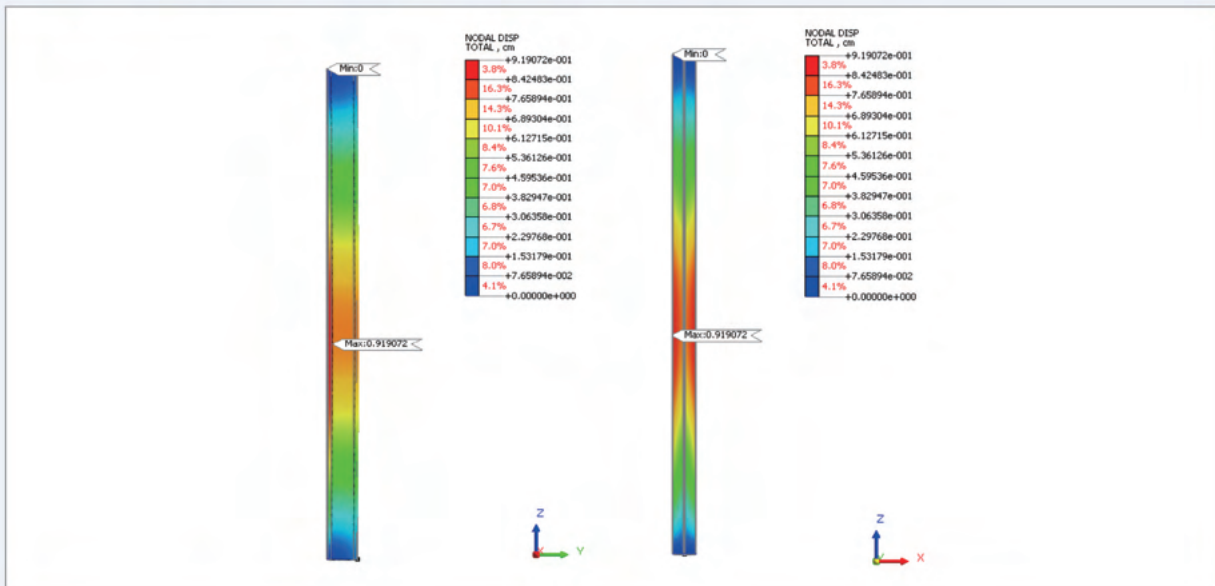 NODAL DISP
TOTAL , cm
+9.19072e-001
3.8%
+8.42483e-001
16.3%
+7.65894e-001
14.3%
+6.89304e-001
10.1%
+6.12715e-001
8.4%
+5.36126e-001
7.6%
+4.59536e-001
7.0%
+3.82947e-001
6.8%
+3.06358e-001
6.7%
+2.29768e-001
7.0%
+1.53179e-001
8.0%
+7.65894e-002
4.1%
+0.00000e+000
Min:0
Max:0.919072
Z
Y
NODAL DISP
TOTAL , cm
+9.19072e-001
3.8%
+8.42483e-001
16.3%
+7.65894e-001
14.3%
+6.89304e-001
10.1%
+6.12715e-001
8.4%
+5.36126e-001
7.6%
+4.59536e-001
7.0%
+3.82947e-001
6.8%
+3.06358e-001
6.7%
+2.29768e-001
7.0%
+1.53179e-001
8.0%
+7.65894e-002
4.1%
+0.00000e+000
Min:0
Max:0.919072
Z
X